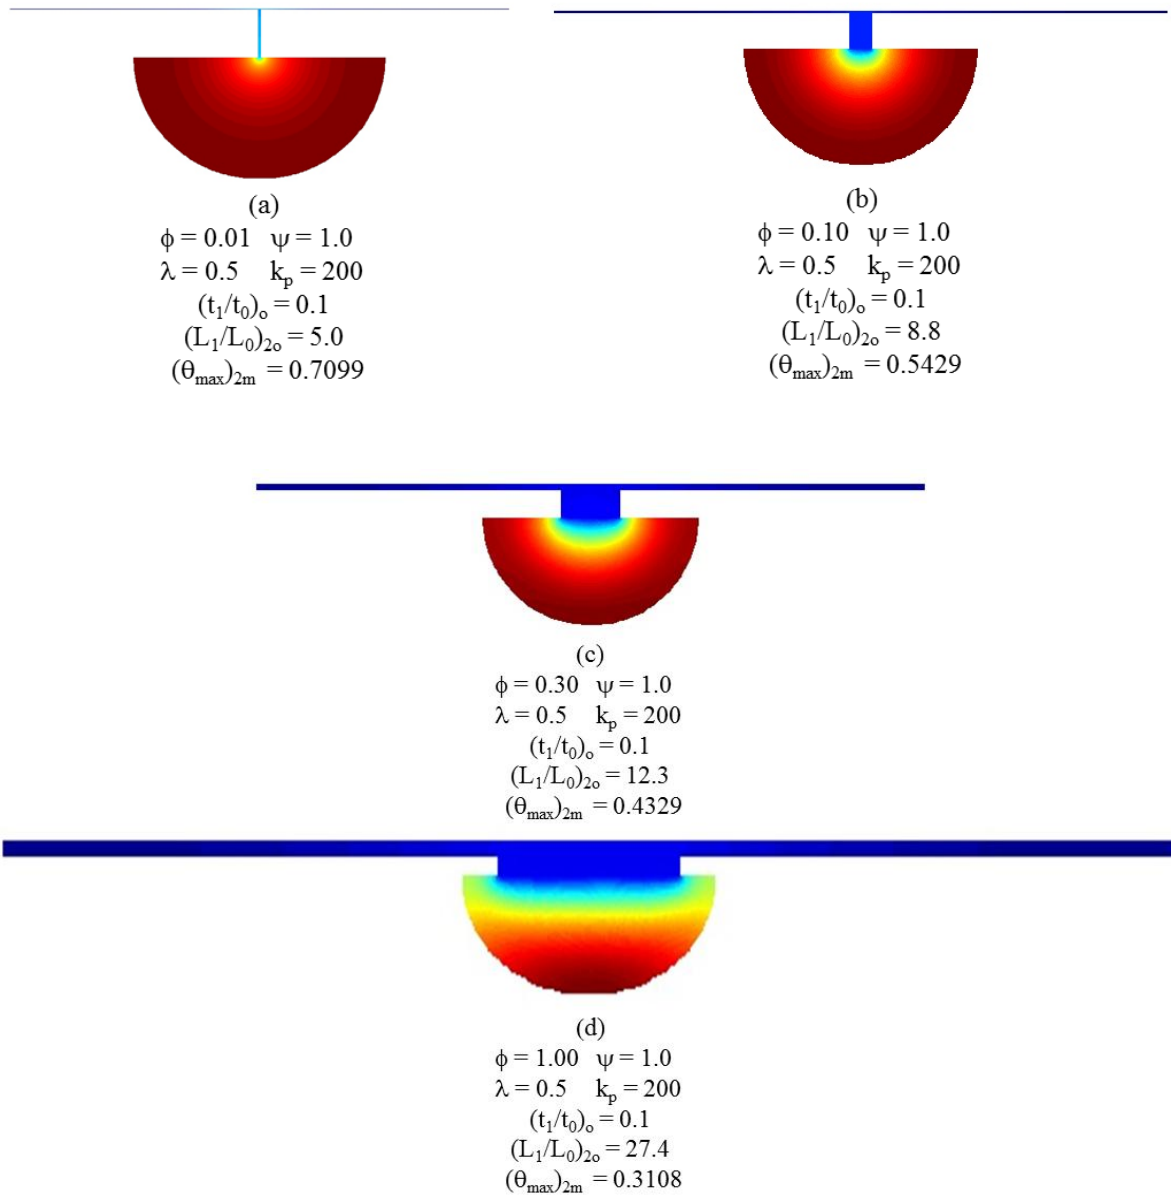 (a)
ϕ = 0.01 ψ = 1.0
λ = 0.5 kₚ = 200
(t₁/t₀)ₒ = 0.1
(L₁/L₀)₂ₒ = 5.0
(θₘₐₓ)₂ₘ = 0.7099
(b)
ϕ = 0.10 ψ = 1.0
λ = 0.5 kₚ = 200
(t₁/t₀)ₒ = 0.1
(L₁/L₀)₂ₒ = 8.8
(θₘₐₓ)₂ₘ = 0.5429
(c)
ϕ = 0.30 ψ = 1.0
λ = 0.5 kₚ = 200
(t₁/t₀)ₒ = 0.1
(L₁/L₀)₂ₒ = 12.3
(θₘₐₓ)₂ₘ = 0.4329
(d)
ϕ = 1.00 ψ = 1.0
λ = 0.5 kₚ = 200
(t₁/t₀)ₒ = 0.1
(L₁/L₀)₂ₒ = 27.4
(θₘₐₓ)₂ₘ = 0.3108